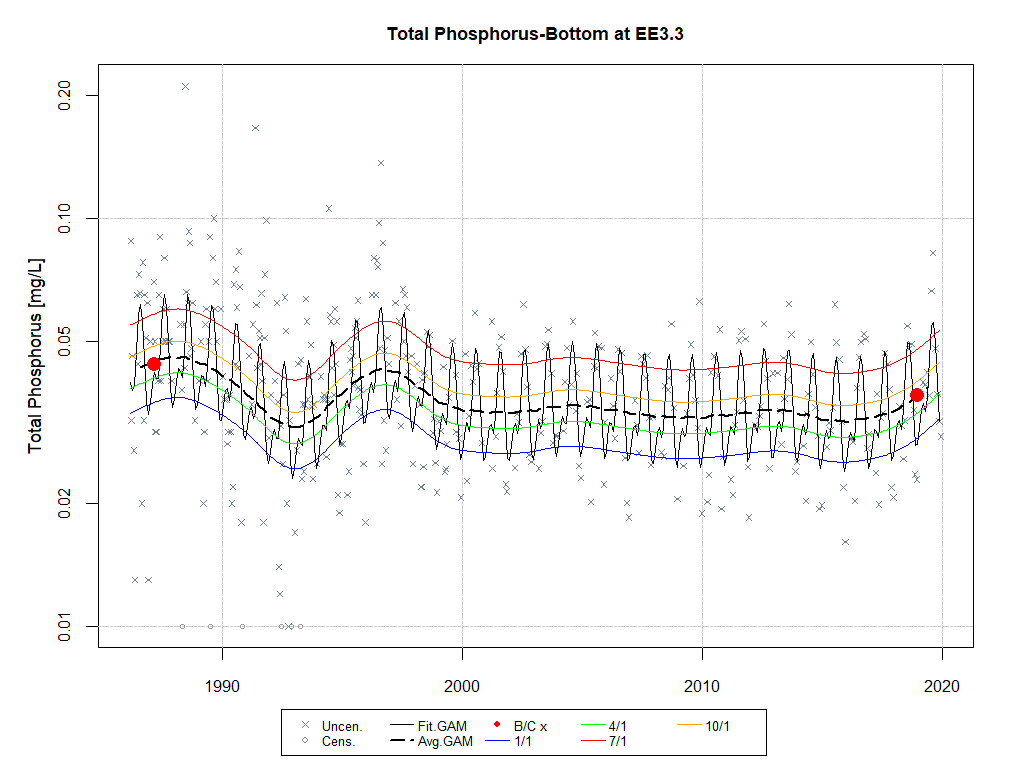 Total Phosphorus-Bottom at EE3.3
Total Phosphorus [mg/L]
0.20
0.10
0.05
0.02
0.01
1990 2000 2010 2020
Uncen. Fit.GAM B/C x 4/1 10/1
Cens. Avg.GAM 1/1 7/1